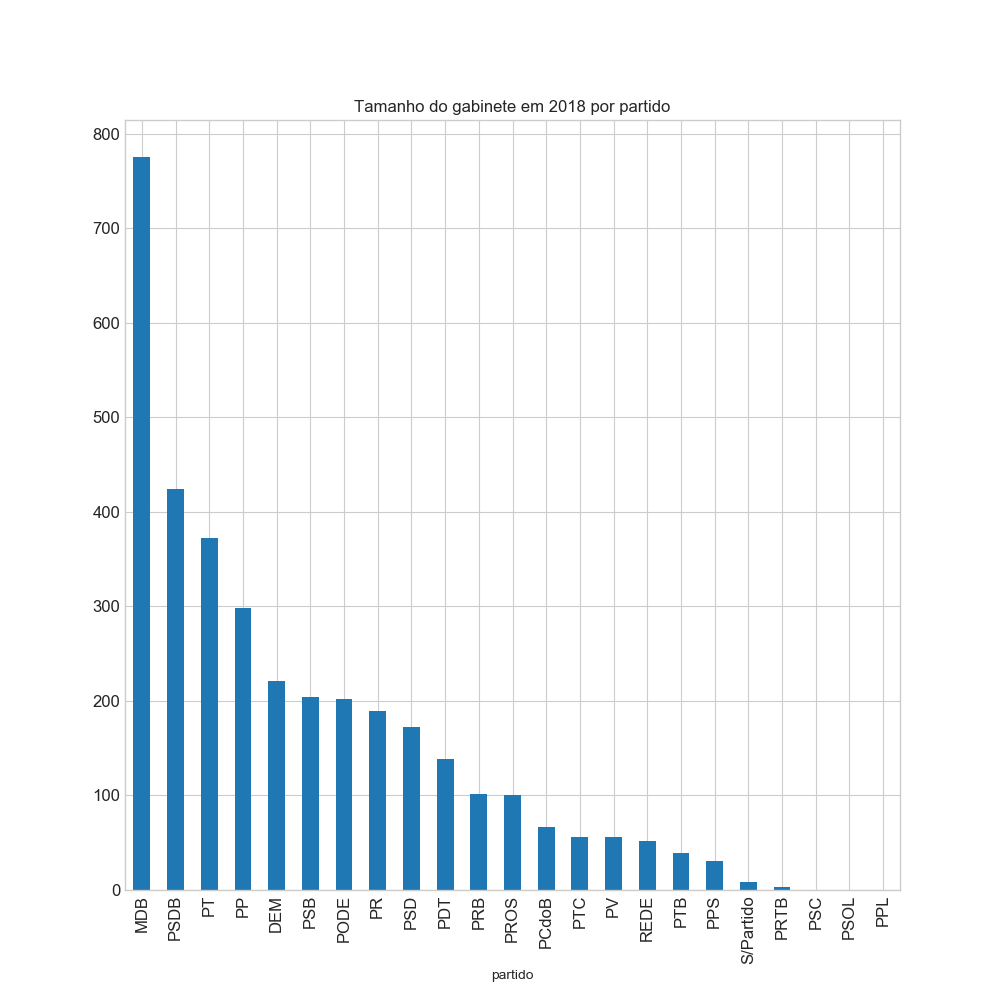 Tamanho do gabinete em 2018 por partido
800
700
600
500
400
300
200
100
0
MDB
PSDB
PT
PP
DEM
PSB
PODE
PR
PSD
PDT
PRB
PROS
PCdoB
PTC
PV
REDE
PTB
PPS
S/Partido
PRTB
PSC
PSOL
PPL
partido